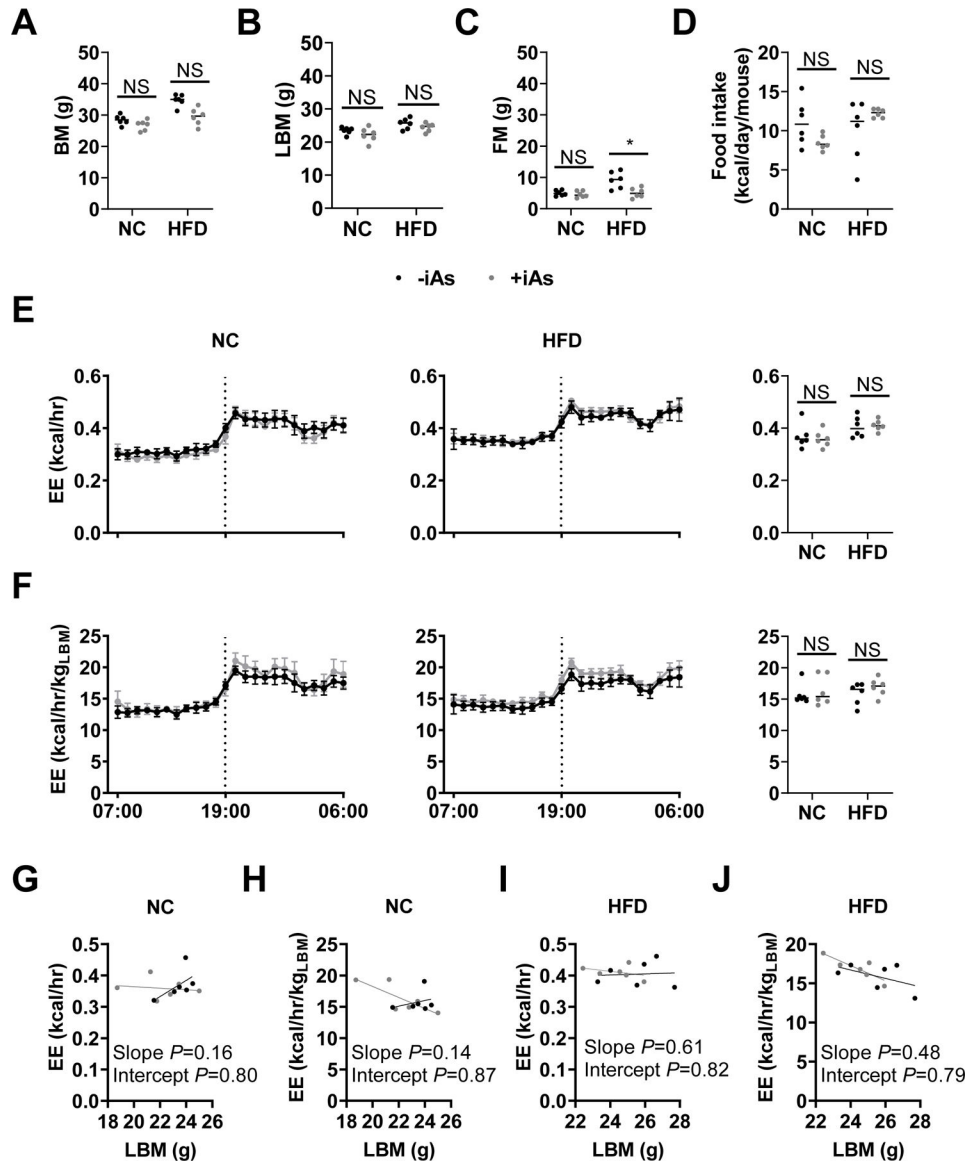 A
BM (g)
50
40
30
20
10
0
NS
NS
NC HFD
B
LBM (g)
50
40
30
20
10
0
NS
NS
NC HFD
C
FM (g)
50
40
30
20
10
0
NS
*
NC HFD
D
Food intake
(kcal/day/mouse)
20
15
10
5
0
NS
NS
NC HFD
-iAs +iAs
E
NC
EE (kcal/hr)
0.6
0.4
0.2
0.0
HFD
0.6
0.4
0.2
0.0
0.6
0.4
0.2
0.0
NS
NS
NC HFD
F
EE (kcal/hr/kgLBM)
25
20
15
10
5
0
07:00 19:00 06:00
25
20
15
10
5
0
07:00 19:00 06:00
25
20
15
10
5
0
NS
NS
NC HFD
G
NC
EE (kcal/hr)
0.5
0.4
0.3
0.2
0.1
0.0
Slope P=0.16
Intercept P=0.80
18 20 22 24 26
LBM (g)
H
NC
EE (kcal/hr/kgLBM)
25
20
15
10
5
0
Slope P=0.14
Intercept P=0.87
18 20 22 24 26
LBM (g)
I
HFD
EE (kcal/hr)
0.5
0.4
0.3
0.2
0.1
0.0
Slope P=0.61
Intercept P=0.82
22 24 26 28
LBM (g)
J
HFD
EE (kcal/hr/kgLBM)
20
15
10
5
0
Slope P=0.48
Intercept P=0.79
22 24 26 28
LBM (g)